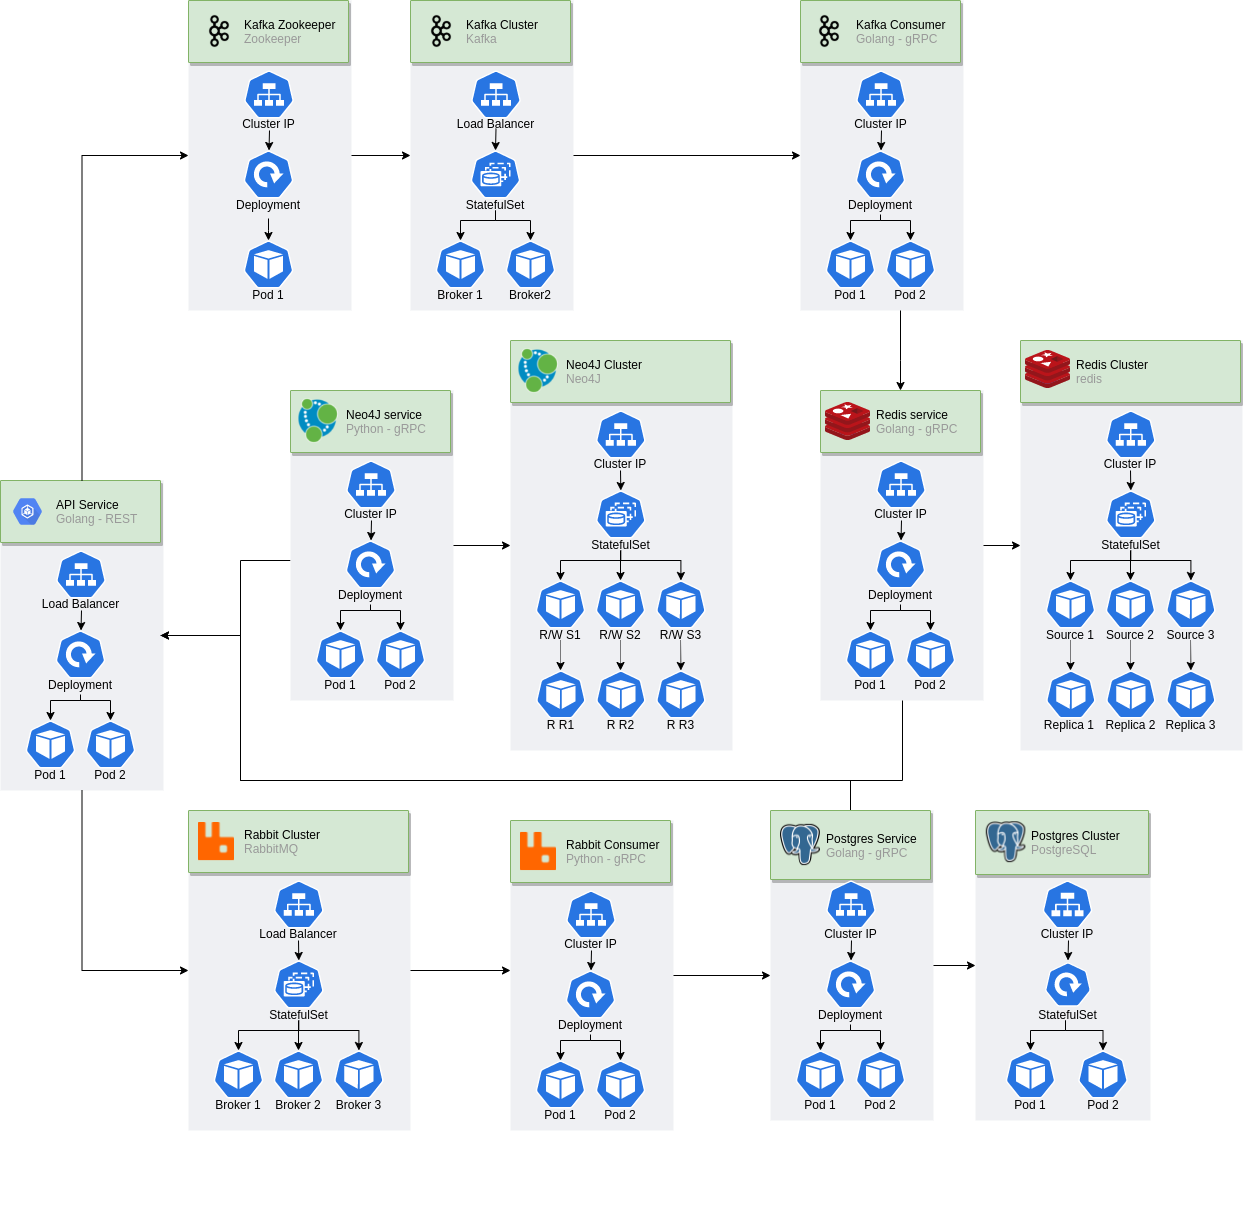 Kafka Zookeeper
Zookeeper
Cluster IP
Deployment
Pod 1
Kafka Cluster
Kafka
Load Balancer
StatefulSet
Broker 1
Broker2
Kafka Consumer
Golang - gRPC
Cluster IP
Deployment
Pod 1
Pod 2
API Service
Golang - REST
Load Balancer
Deployment
Pod 1
Pod 2
Neo4J service
Python - gRPC
Cluster IP
Deployment
Pod 1
Pod 2
Neo4J Cluster
Neo4J
Cluster IP
StatefulSet
R/W S1
R/W S2
R/W S3
R R1
R R2
R R3
Redis service
Golang - gRPC
Cluster IP
Deployment
Pod 1
Pod 2
Redis Cluster
redis
Cluster IP
StatefulSet
Source 1
Source 2
Source 3
Replica 1
Replica 2
Replica 3
Rabbit Cluster
RabbitMQ
Load Balancer
StatefulSet
Broker 1
Broker 2
Broker 3
Rabbit Consumer
Python - gRPC
Cluster IP
Deployment
Pod 1
Pod 2
Postgres Service
Golang - gRPC
Cluster IP
Deployment
Pod 1
Pod 2
Postgres Cluster
PostgreSQL
Cluster IP
StatefulSet
Pod 1
Pod 2